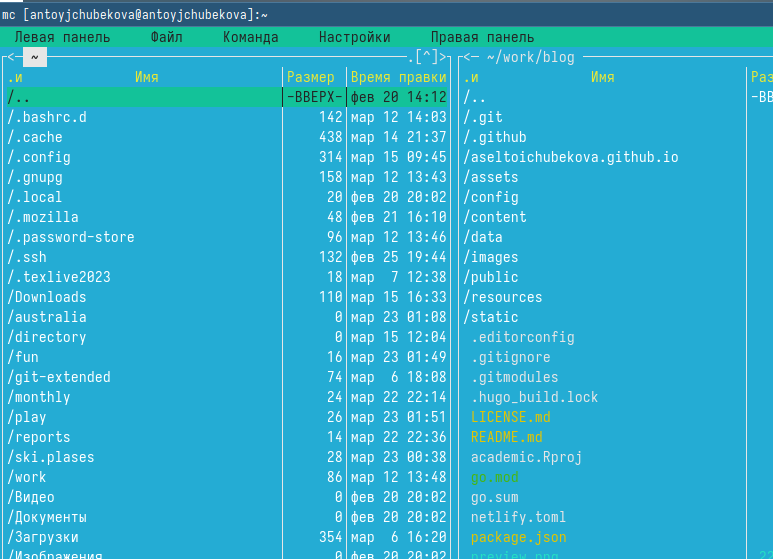 mc [antoyjchubekova@antoyjchubekova]:~
Левая панель Файл Команда Настройки Правая панель
<— ~ .[^]> <— ~/work/blog
.и Имя Размер Время правки .и Имя Раз
/.. -ВВЕРХ- фев 20 14:12 /.. -ВВ
/.bashrc.d 142 мар 12 14:03 /.git
/.cache 438 мар 14 21:37 /.github
/.config 314 мар 15 09:45 /aseltoichubekova.github.io
/.gnupg 158 мар 12 13:43 /assets
/.local 20 фев 20 20:02 /config
/.mozilla 48 фев 21 16:10 /content
/.password-store 96 мар 12 13:46 /data
/.ssh 132 фев 25 19:44 /images
/.texlive2023 18 мар 7 12:38 /public
/Downloads 110 мар 15 16:33 /resources
/australia 0 мар 23 01:08 /static
/directory 0 мар 15 12:04 .editorconfig
/fun 16 мар 23 01:49 .gitignore
/git-extended 74 мар 6 18:08 .gitmodules
/monthly 24 мар 22 22:14 .hugo_build.lock
/play 26 мар 23 01:51 LICENSE.md
/reports 14 мар 22 22:36 README.md
/ski.plases 28 мар 23 00:38 academic.Rproj
/work 86 мар 12 13:48 go.mod
/Видео 0 фев 20 20:02 go.sum
/Документы 0 фев 20 20:02 netlify.toml
/Загрузки 354 мар 6 16:20 package.json
/Изображения 0 фев 20 20:02 preview.png 22